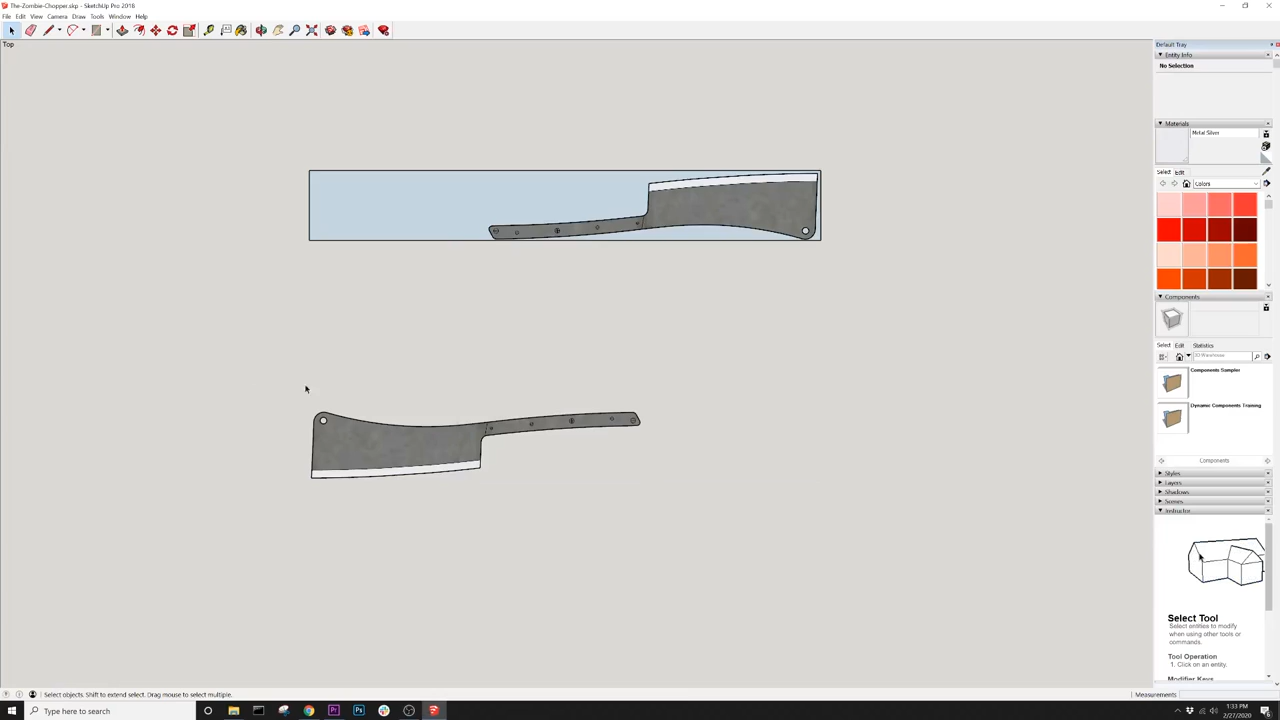 The-Zombie-Chopper.skp - SketchUp Pro 2018
File Edit View Camera Draw Tools Window Help
Top
Default Tray
Entity Info
No Selection
Materials
Metal Silver
Select Edit
Colors
Components
Select Edit Statistics
3D Warehouse
Components Sampler
Dynamic Components Training
Components
Styles
Layers
Shadows
Scenes
Instructor
Select Tool
Select entities to modify
when using other tools or
commands.
Tool Operation
1. Click on an entity.
Modifier Keys
Select objects. Shift to extend select. Drag mouse to select multiple.
Measurements
Type here to search
1:33 PM
2/27/2020